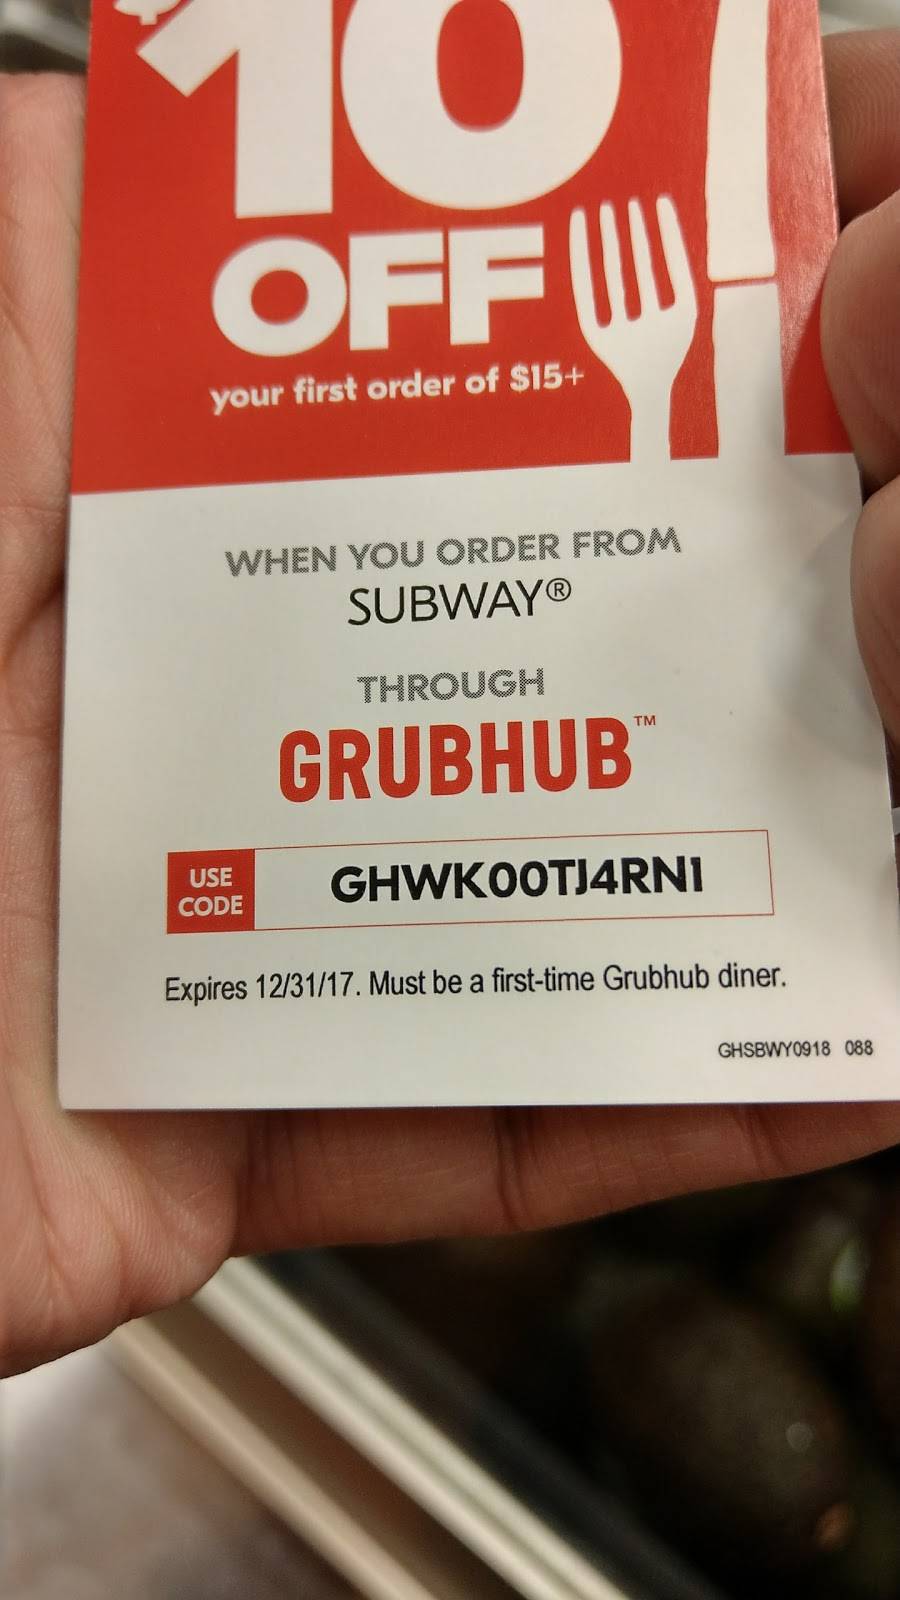 $10
OFF
your first order of $15+
WHEN YOU ORDER FROM
SUBWAY®
THROUGH
GRUBHUB™
USE
CODE
GHWK00TJ4RN1
Expires 12/31/17. Must be a first-time Grubhub diner.
GHSBWY0918 088